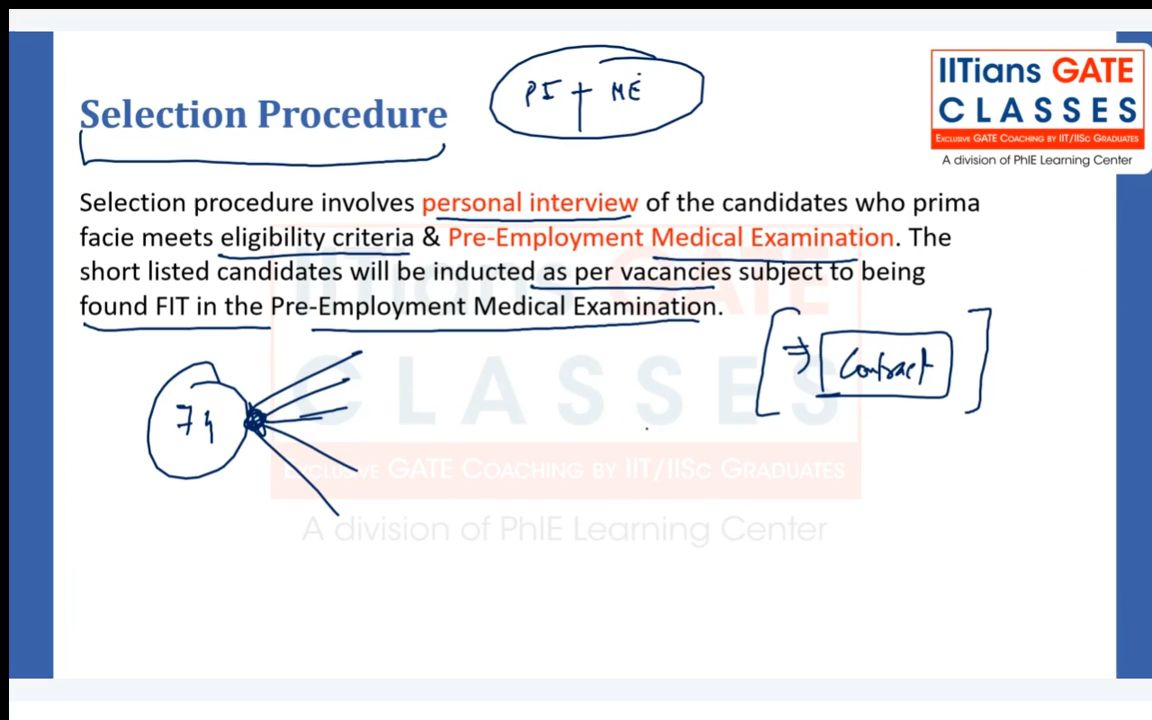 PI + ME
IITians GATE
CLASSES
EXCLUSIVE GATE COACHING BY IIT/IISC GRADUATES
A division of PhIE Learning Center
Selection Procedure
Selection procedure involves personal interview of the candidates who prima
facie meets eligibility criteria & Pre-Employment Medical Examination. The
short listed candidates will be inducted as per vacancies subject to being
found FIT in the Pre-Employment Medical Examination.
⇒ Contract
74
IITians GATE
CLASSES
EXCLUSIVE GATE COACHING BY IIT/IISC GRADUATES
A division of PhIE Learning Center